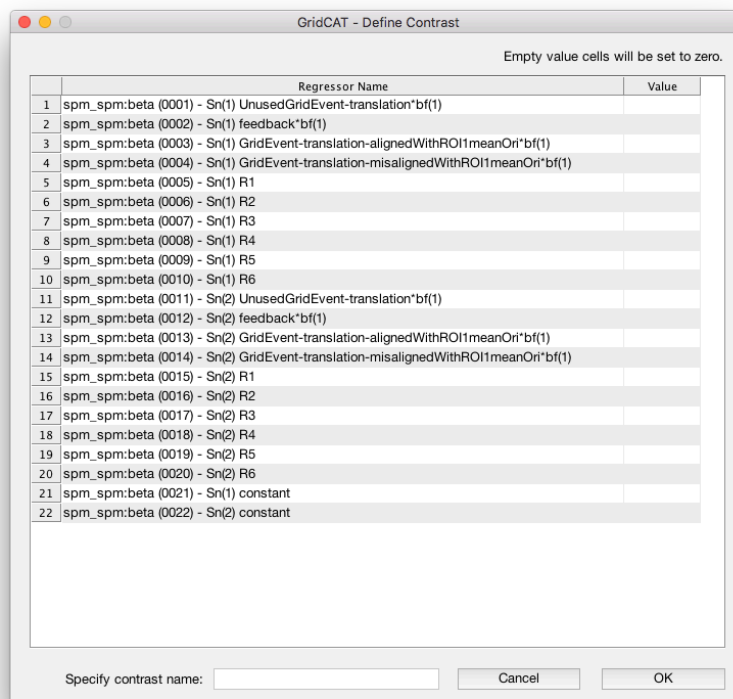 GridCAT - Define Contrast
Empty value cells will be set to zero.
Regressor Name Value
1 spm_spm:beta (0001) - Sn(1) UnusedGridEvent-translation*bf(1)
2 spm_spm:beta (0002) - Sn(1) feedback*bf(1)
3 spm_spm:beta (0003) - Sn(1) GridEvent-translation-alignedWithROI1meanOri*bf(1)
4 spm_spm:beta (0004) - Sn(1) GridEvent-translation-misalignedWithROI1meanOri*bf(1)
5 spm_spm:beta (0005) - Sn(1) R1
6 spm_spm:beta (0006) - Sn(1) R2
7 spm_spm:beta (0007) - Sn(1) R3
8 spm_spm:beta (0008) - Sn(1) R4
9 spm_spm:beta (0009) - Sn(1) R5
10 spm_spm:beta (0010) - Sn(1) R6
11 spm_spm:beta (0011) - Sn(2) UnusedGridEvent-translation*bf(1)
12 spm_spm:beta (0012) - Sn(2) feedback*bf(1)
13 spm_spm:beta (0013) - Sn(2) GridEvent-translation-alignedWithROI1meanOri*bf(1)
14 spm_spm:beta (0014) - Sn(2) GridEvent-translation-misalignedWithROI1meanOri*bf(1)
15 spm_spm:beta (0015) - Sn(2) R1
16 spm_spm:beta (0016) - Sn(2) R2
17 spm_spm:beta (0017) - Sn(2) R3
18 spm_spm:beta (0018) - Sn(2) R4
19 spm_spm:beta (0019) - Sn(2) R5
20 spm_spm:beta (0020) - Sn(2) R6
21 spm_spm:beta (0021) - Sn(1) constant
22 spm_spm:beta (0022) - Sn(2) constant
Specify contrast name: Cancel OK